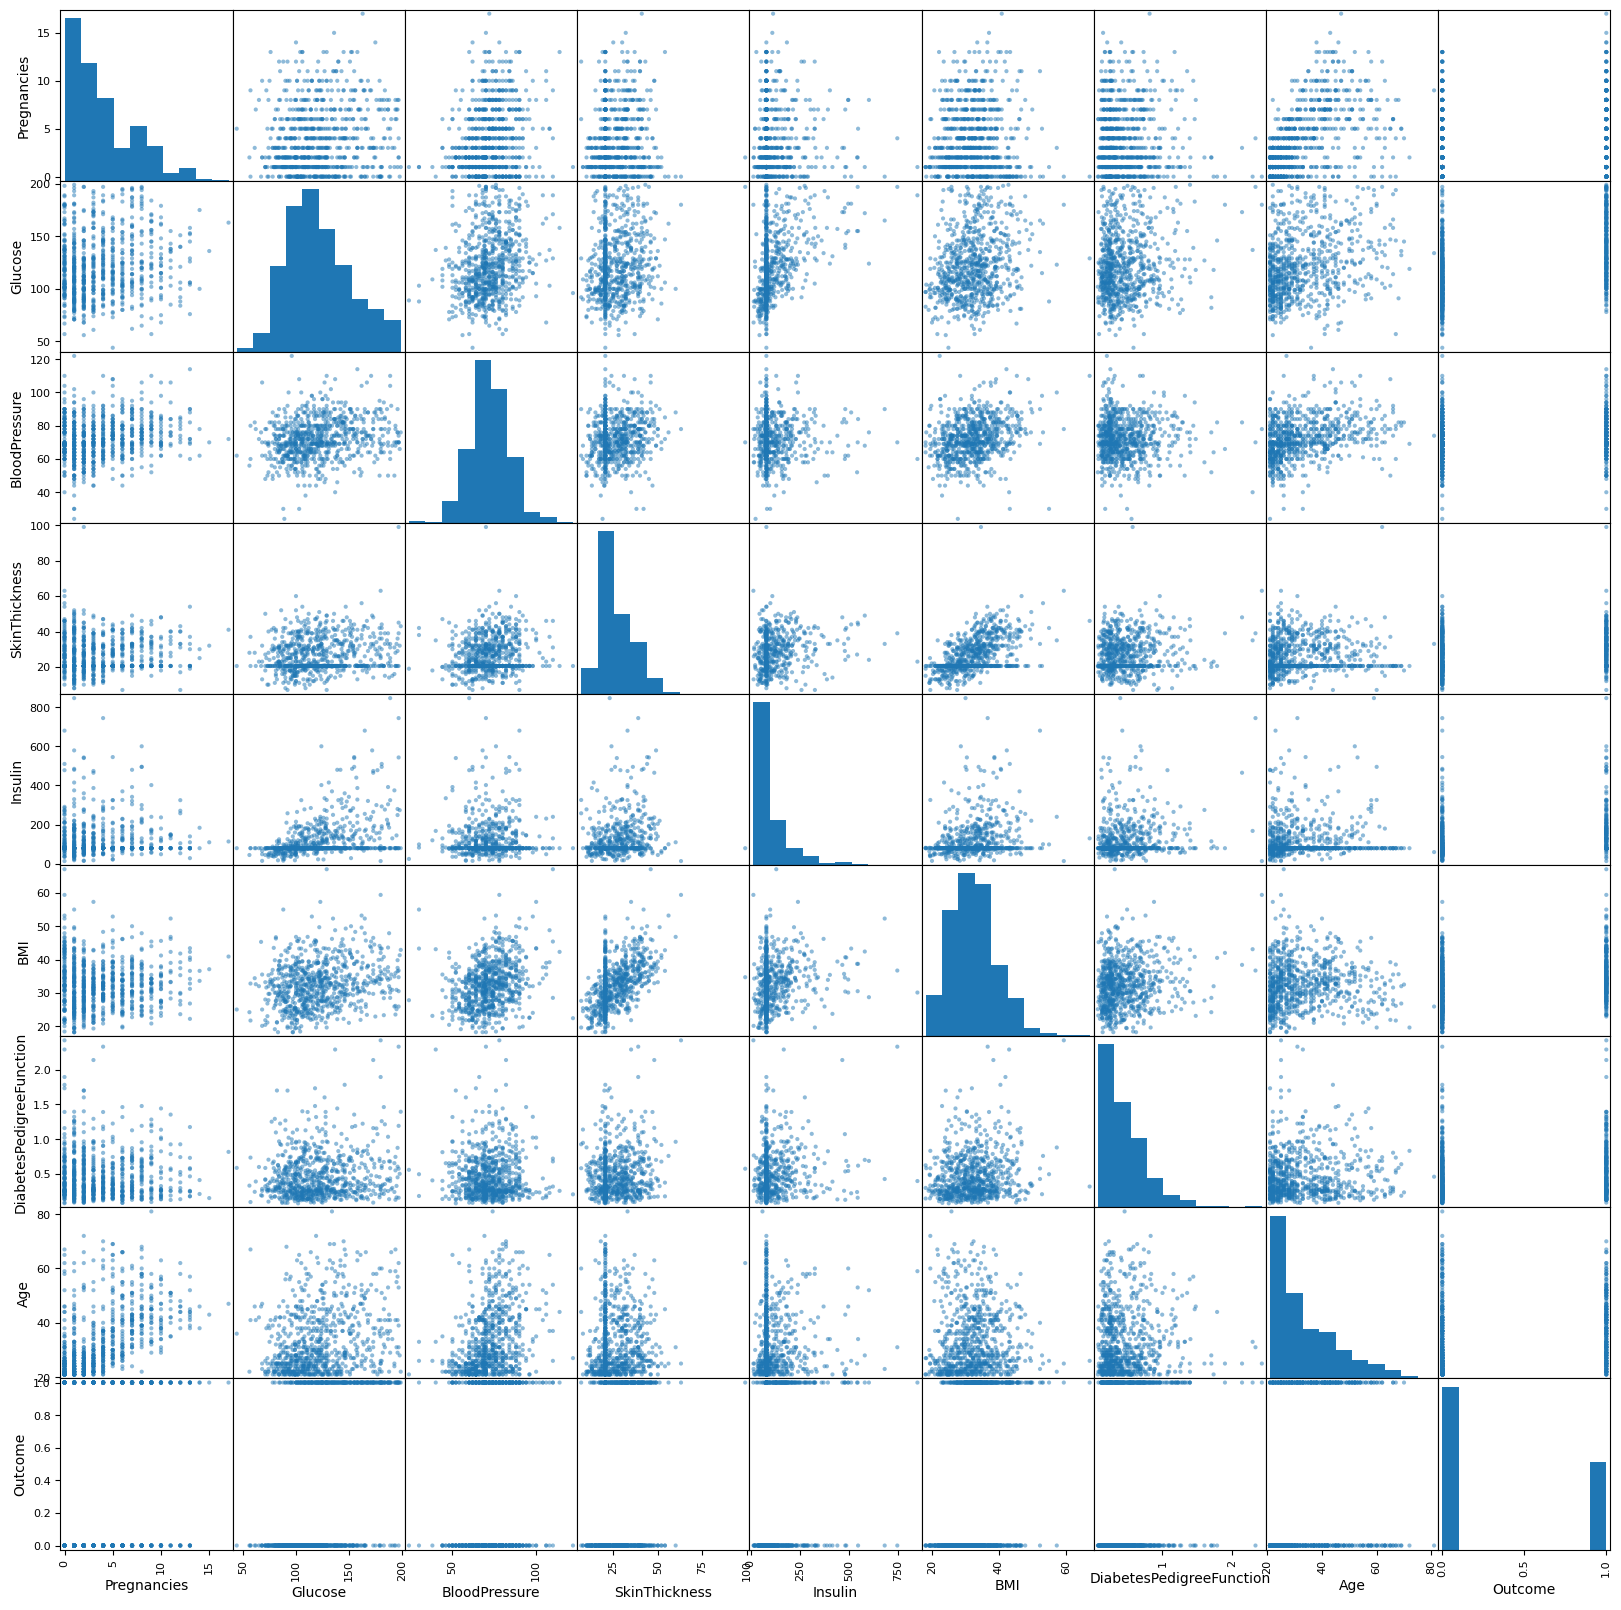 Pregnancies
15
10
5
0
Glucose
200
150
100
50
BloodPressure
120
100
80
60
40
SkinThickness
100
80
60
40
20
Insulin
800
600
400
200
0
BMI
60
50
40
30
20
DiabetesPedigreeFunction
2.0
1.5
1.0
0.5
Age
80
60
40
20
Outcome
1.0
0.8
0.6
0.4
0.2
0.0
0 5 10 15
50 100 150 200
50 100
25 50 75 100
0 250 500 750
20 40 60
1 2
20 40 60 80
0.0 0.5 1.0
Pregnancies Glucose BloodPressure SkinThickness Insulin BMI DiabetesPedigreeFunction Age Outcome